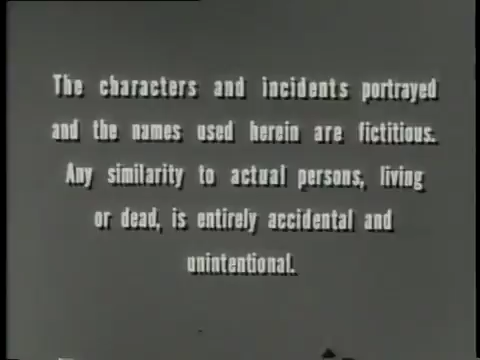 The characters and incidents portrayed
and the names used herein are fictitious.
Any similarity to actual persons, living
or dead, is entirely accidental and
unintentional.